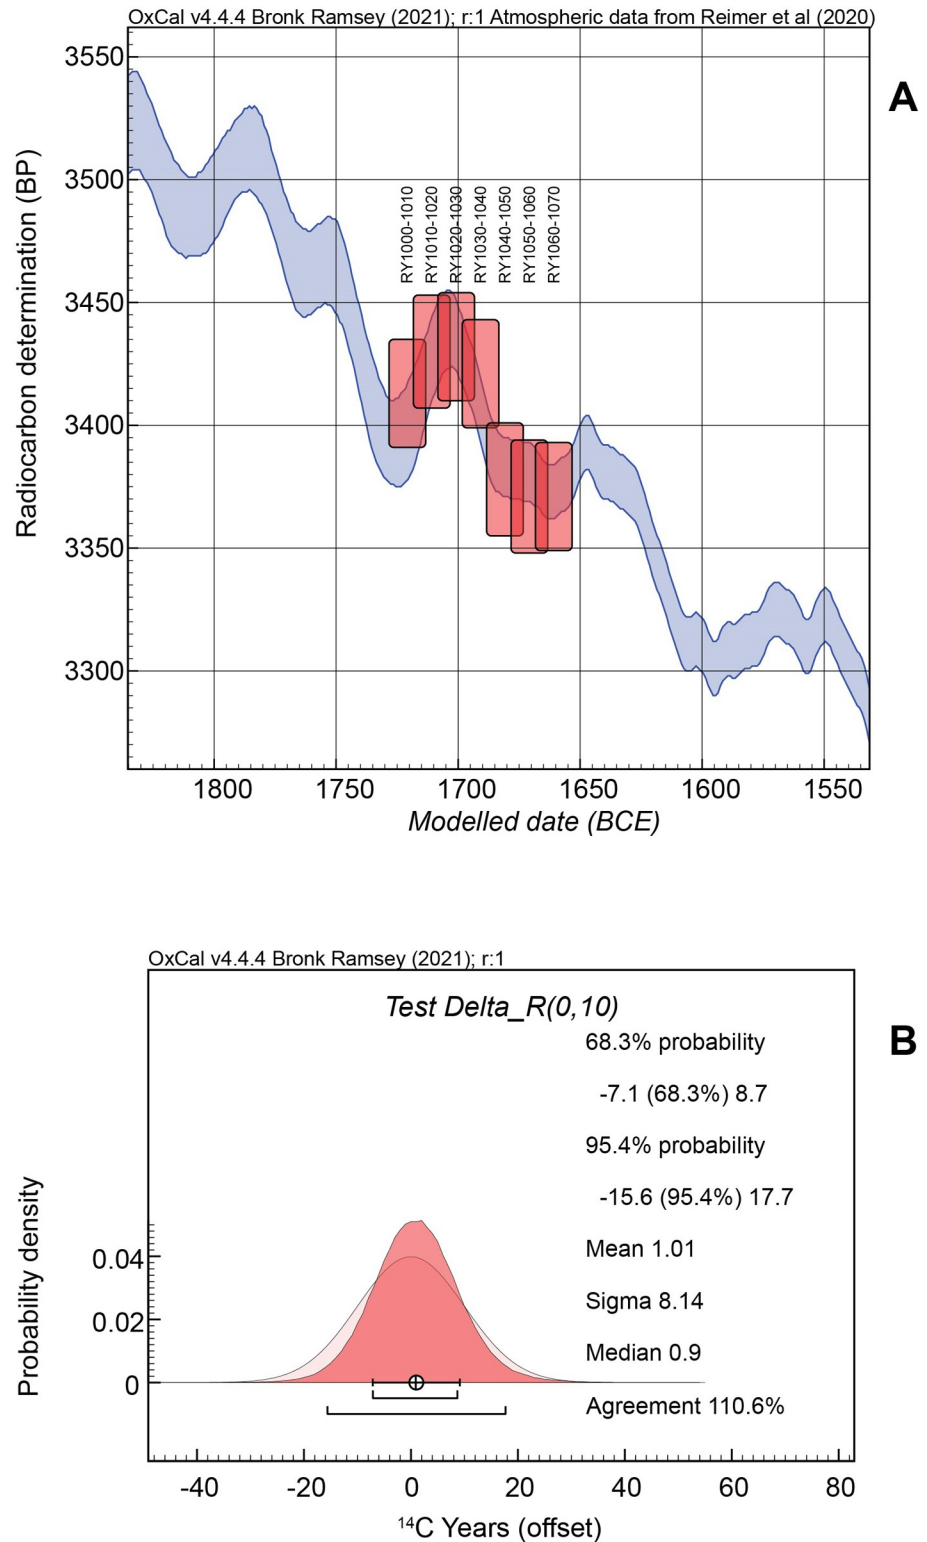 OxCal v4.4.4 Bronk Ramsey (2021); r:1 Atmospheric data from Reimer et al (2020)
A
Radiocarbon determination (BP)
3550
3500
3450
3400
3350
3300
RY1000-1010
RY1010-1020
RY1020-1030
RY1030-1040
RY1040-1050
RY1050-1060
RY1060-1070
1800 1750 1700 1650 1600 1550
Modelled date (BCE)
OxCal v4.4.4 Bronk Ramsey (2021); r:1
B
Test Delta_R(0,10)
68.3% probability
-7.1 (68.3%) 8.7
95.4% probability
-15.6 (95.4%) 17.7
Mean 1.01
Sigma 8.14
Median 0.9
Agreement 110.6%
Probability density
0.04
0.02
0
-40 -20 0 20 40 60 80
¹⁴C Years (offset)